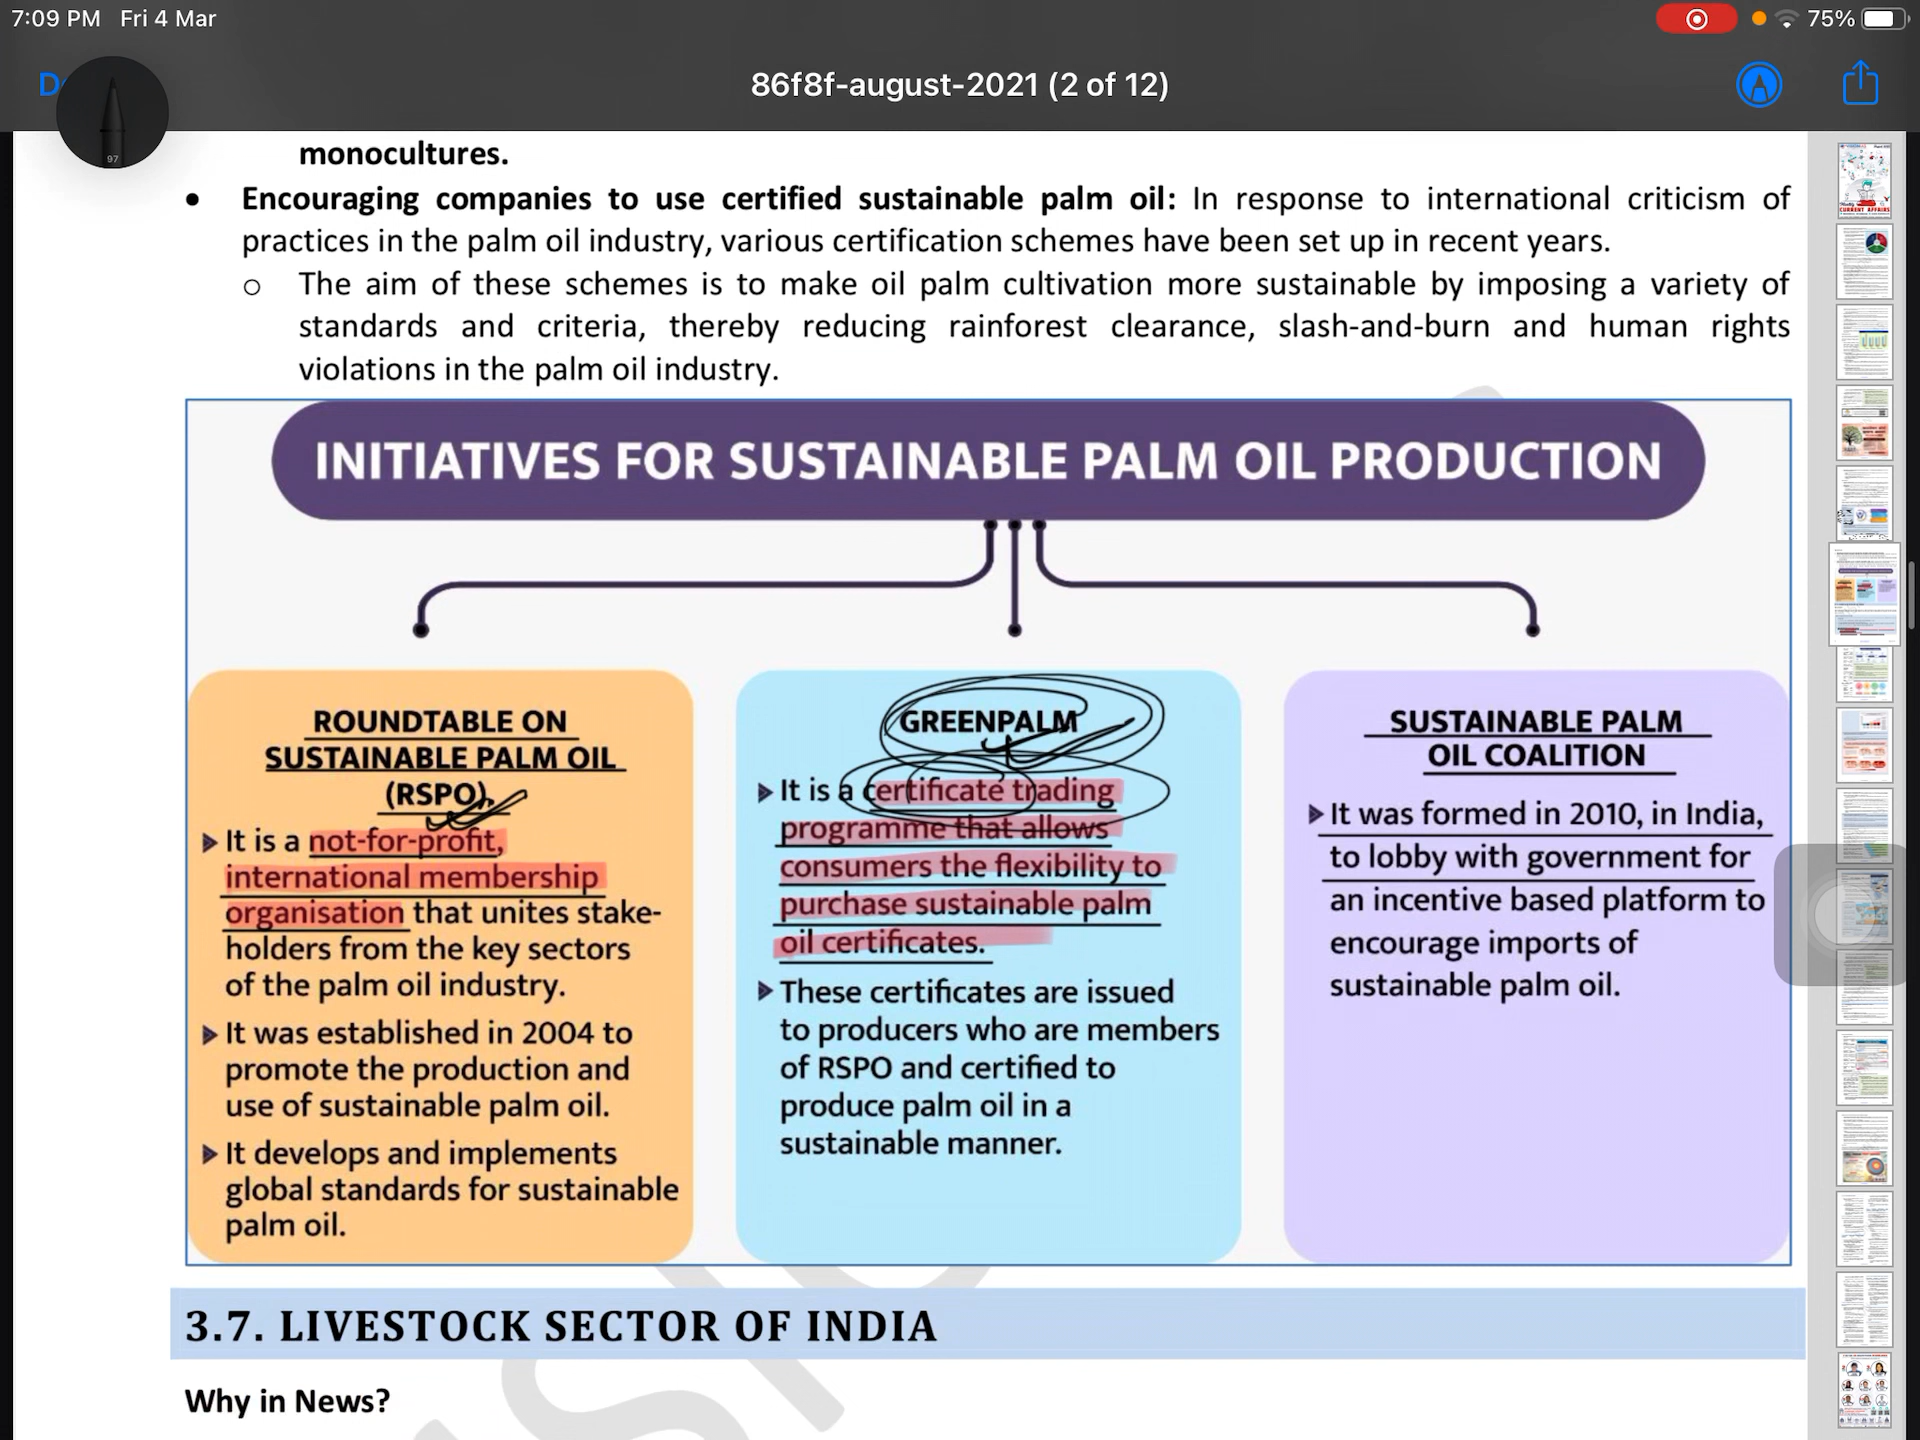 7:09 PM Fri 4 Mar
75%
86f8f-august-2021 (2 of 12)
97
monocultures.
• Encouraging companies to use certified sustainable palm oil: In response to international criticism of
practices in the palm oil industry, various certification schemes have been set up in recent years.
o The aim of these schemes is to make oil palm cultivation more sustainable by imposing a variety of
standards and criteria, thereby reducing rainforest clearance, slash-and-burn and human rights
violations in the palm oil industry.
INITIATIVES FOR SUSTAINABLE PALM OIL PRODUCTION
ROUNDTABLE ON
SUSTAINABLE PALM OIL
(RSPO)
It is a not-for-profit,
international membership
organisation that unites stake-
holders from the key sectors
of the palm oil industry.
It was established in 2004 to
promote the production and
use of sustainable palm oil.
It develops and implements
global standards for sustainable
palm oil.
GREENPALM
It is a certificate trading
programme that allows
consumers the flexibility to
purchase sustainable palm
oil certificates.
These certificates are issued
to producers who are members
of RSPO and certified to
produce palm oil in a
sustainable manner.
SUSTAINABLE PALM
OIL COALITION
It was formed in 2010, in India,
to lobby with government for
an incentive based platform to
encourage imports of
sustainable palm oil.
3.7. LIVESTOCK SECTOR OF INDIA
Why in News?